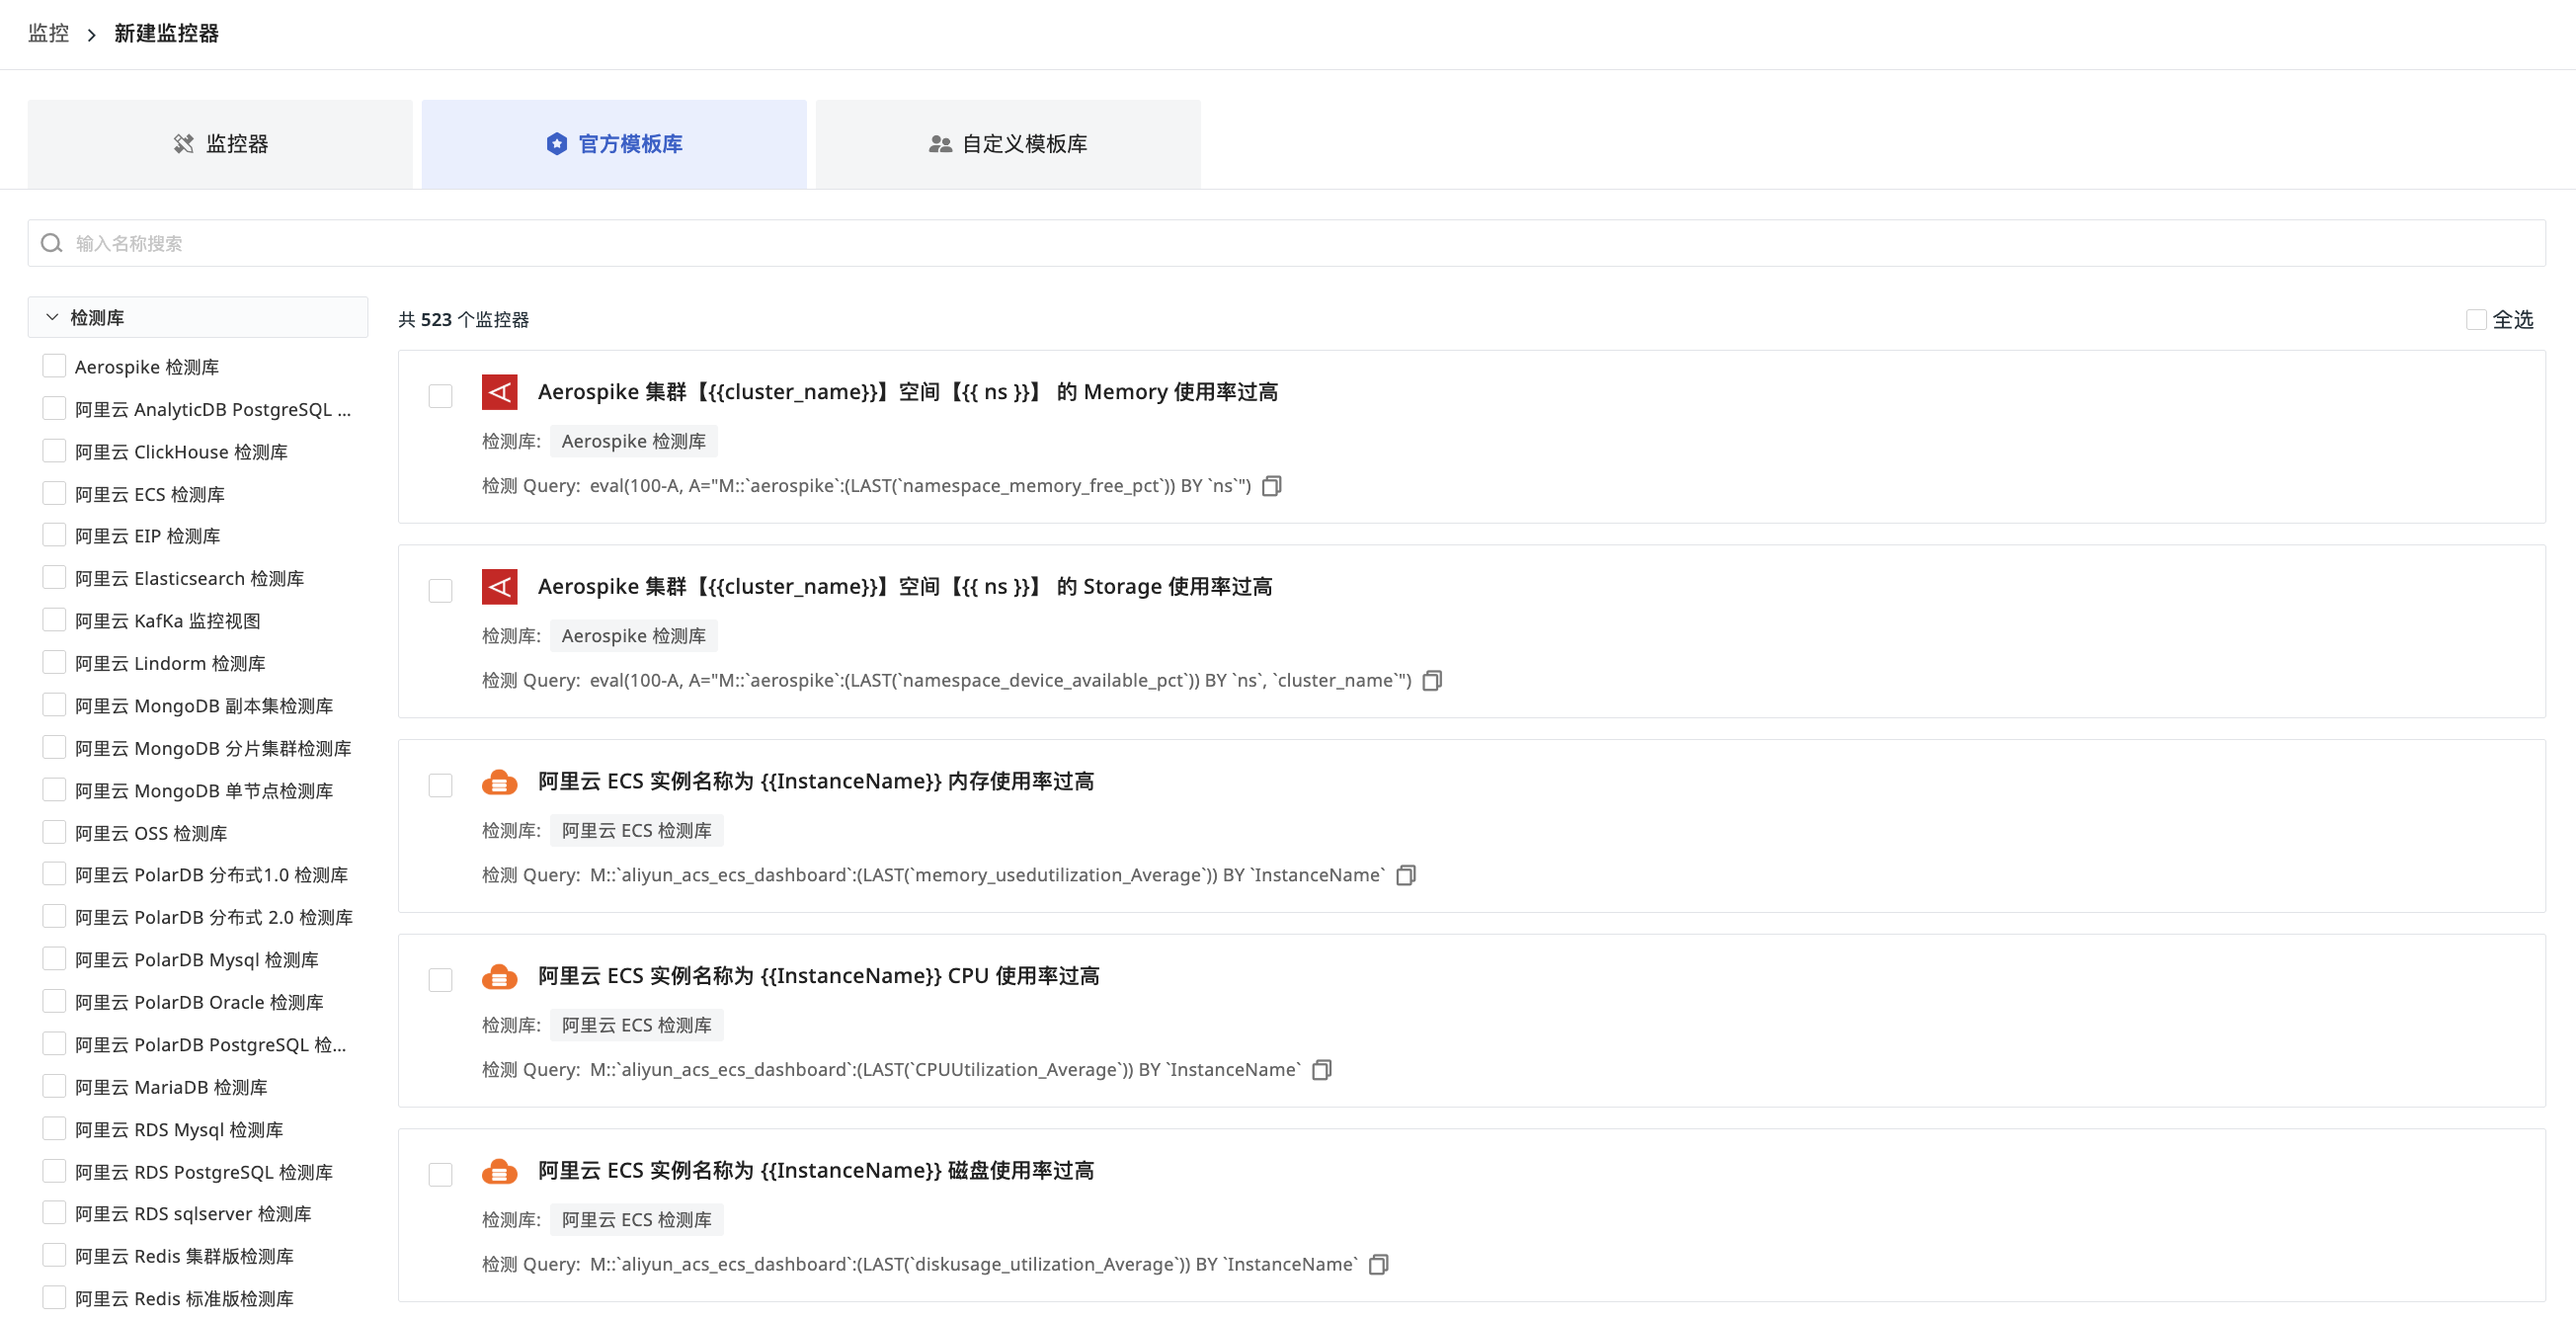 监控 > 新建监控器
监控器
官方模板库
自定义模板库
输入名称搜索
检测库
Aerospike 检测库
阿里云 AnalyticDB PostgreSQL ...
阿里云 ClickHouse 检测库
阿里云 ECS 检测库
阿里云 EIP 检测库
阿里云 Elasticsearch 检测库
阿里云 KafKa 监控视图
阿里云 Lindorm 检测库
阿里云 MongoDB 副本集检测库
阿里云 MongoDB 分片集群检测库
阿里云 MongoDB 单节点检测库
阿里云 OSS 检测库
阿里云 PolarDB 分布式1.0 检测库
阿里云 PolarDB 分布式 2.0 检测库
阿里云 PolarDB Mysql 检测库
阿里云 PolarDB Oracle 检测库
阿里云 PolarDB PostgreSQL 检...
阿里云 MariaDB 检测库
阿里云 RDS Mysql 检测库
阿里云 RDS PostgreSQL 检测库
阿里云 RDS sqlserver 检测库
阿里云 Redis 集群版检测库
阿里云 Redis 标准版检测库
共 523 个监控器
全选
Aerospike 集群【{{cluster_name}}】空间【{{ ns }}】 的 Memory 使用率过高
检测库: Aerospike 检测库
检测 Query: eval(100-A, A="M::`aerospike`:(LAST(`namespace_memory_free_pct`)) BY `ns`")
Aerospike 集群【{{cluster_name}}】空间【{{ ns }}】 的 Storage 使用率过高
检测库: Aerospike 检测库
检测 Query: eval(100-A, A="M::`aerospike`:(LAST(`namespace_device_available_pct`)) BY `ns`, `cluster_name`")
阿里云 ECS 实例名称为 {{InstanceName}} 内存使用率过高
检测库: 阿里云 ECS 检测库
检测 Query: M::`aliyun_acs_ecs_dashboard`:(LAST(`memory_usedutilization_Average`)) BY `InstanceName`
阿里云 ECS 实例名称为 {{InstanceName}} CPU 使用率过高
检测库: 阿里云 ECS 检测库
检测 Query: M::`aliyun_acs_ecs_dashboard`:(LAST(`CPUUtilization_Average`)) BY `InstanceName`
阿里云 ECS 实例名称为 {{InstanceName}} 磁盘使用率过高
检测库: 阿里云 ECS 检测库
检测 Query: M::`aliyun_acs_ecs_dashboard`:(LAST(`diskusage_utilization_Average`)) BY `InstanceName`